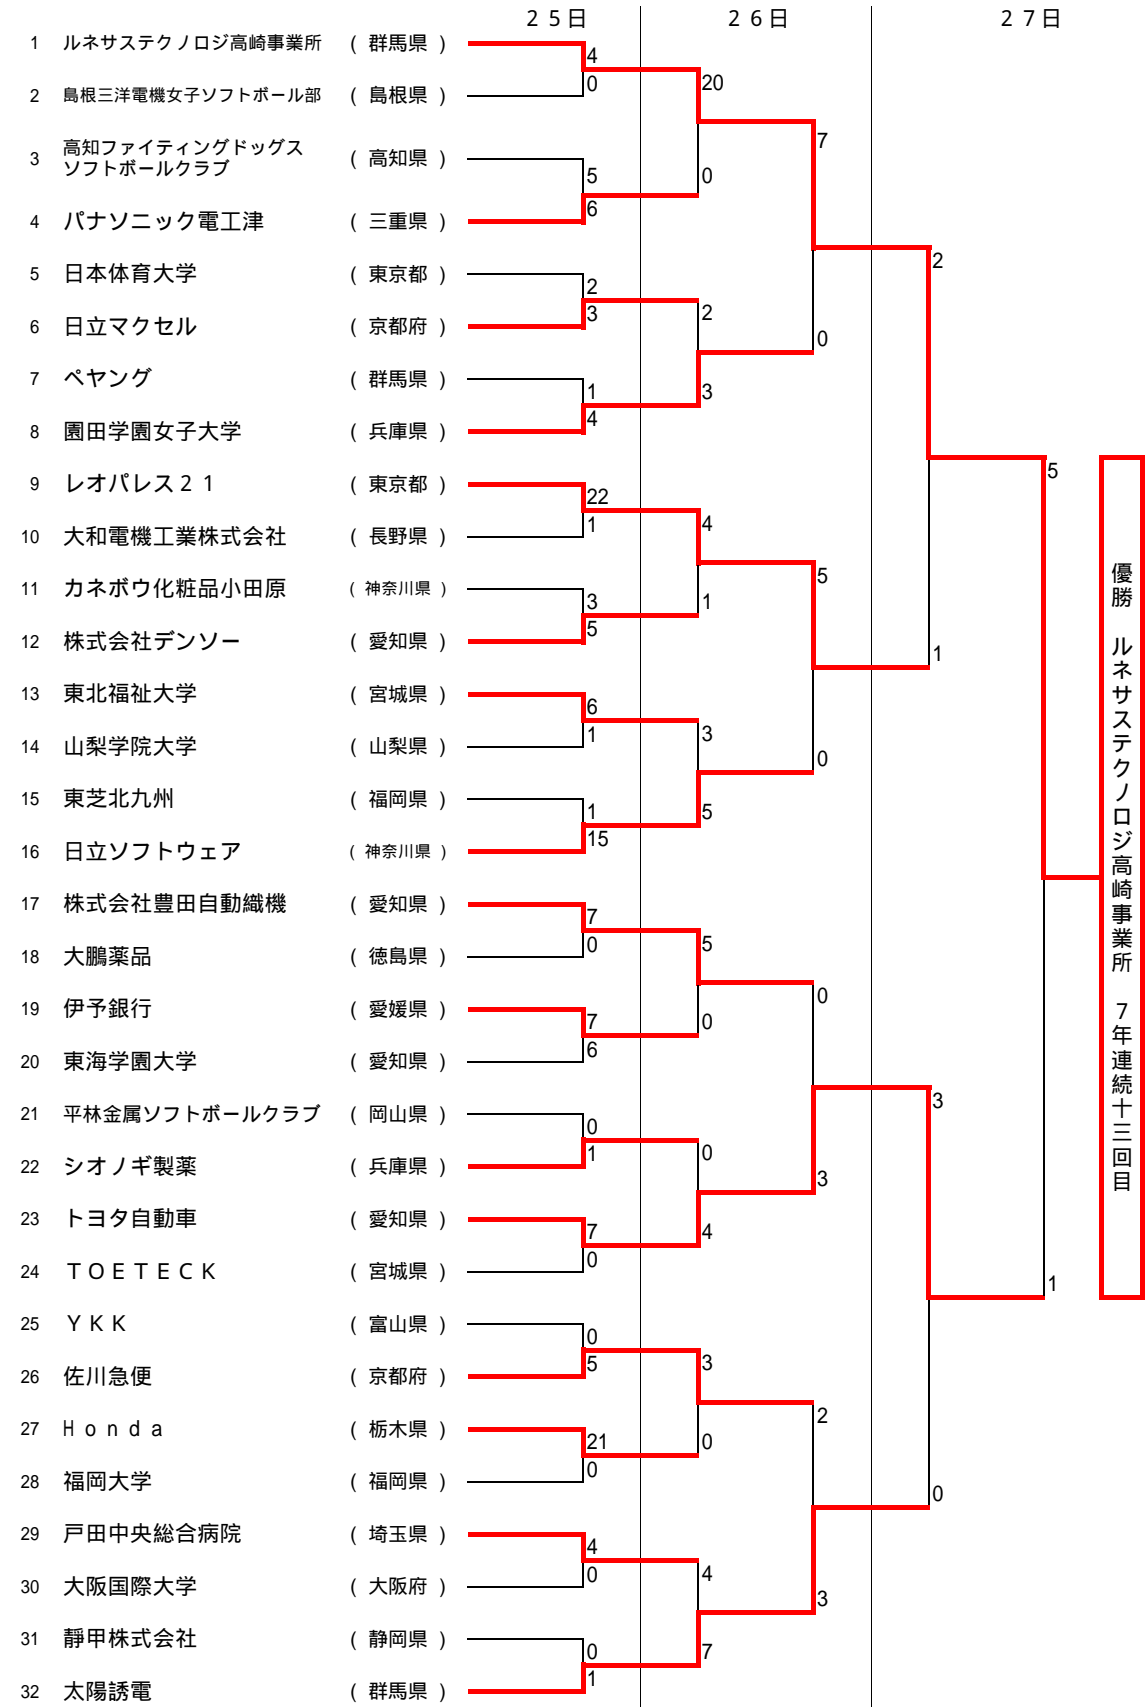 ２５日 ２６日 ２７日
1 ルネサステクノロジ高崎事業所 ( 群馬県 ) 4
2 島根三洋電機女子ソフトボール部 ( 島根県 ) 0
20
3 高知ファイティングドッグス
ソフトボールクラブ ( 高知県 ) 5
7
0
4 パナソニック電工津 ( 三重県 ) 6
5 日本体育大学 ( 東京都 ) 2
2
6 日立マクセル ( 京都府 ) 3
2
0
7 ペヤング ( 群馬県 ) 1
3
8 園田学園女子大学 ( 兵庫県 ) 4
9 レオパレス２１ ( 東京都 ) 22
5
10 大和電機工業株式会社 ( 長野県 ) 1
4
11 カネボウ化粧品小田原 ( 神奈川県 ) 3
5
1
12 株式会社デンソー ( 愛知県 ) 5
1
13 東北福祉大学 ( 宮城県 ) 6
14 山梨学院大学 ( 山梨県 ) 1
3
0
15 東芝北九州 ( 福岡県 ) 1
5
16 日立ソフトウェア ( 神奈川県 ) 15
17 株式会社豊田自動織機 ( 愛知県 ) 7
18 大鵬薬品 ( 徳島県 ) 0
5
19 伊予銀行 ( 愛媛県 ) 7
0
0
20 東海学園大学 ( 愛知県 ) 6
21 平林金属ソフトボールクラブ ( 岡山県 ) 0
3
22 シオノギ製薬 ( 兵庫県 ) 1
0
3
23 トヨタ自動車 ( 愛知県 ) 7
4
24 ＴＯＥＴＥＣＫ ( 宮城県 ) 0
1
25 ＹＫＫ ( 富山県 ) 0
26 佐川急便 ( 京都府 ) 5
3
27 Ｈｏｎｄａ ( 栃木県 ) 21
2
0
28 福岡大学 ( 福岡県 ) 0
0
29 戸田中央総合病院 ( 埼玉県 ) 4
30 大阪国際大学 ( 大阪府 ) 0
4
3
31 靜甲株式会社 ( 静岡県 ) 0
7
32 太陽誘電 ( 群馬県 ) 1
優勝 ルネサステクノロジ高崎事業所 ７年連続十三回目